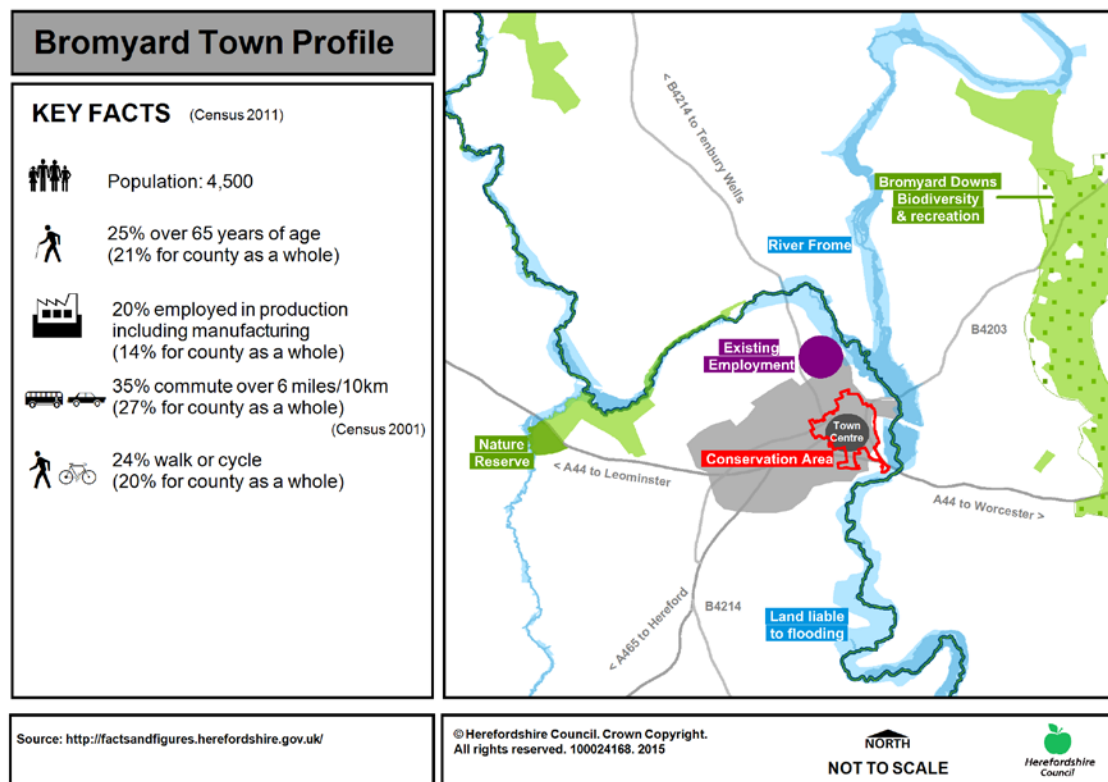 Bromyard Town Profile
KEY FACTS (Census 2011)
Population: 4,500
25% over 65 years of age
(21% for county as a whole)
20% employed in production
including manufacturing
(14% for county as a whole)
35% commute over 6 miles/10km
(27% for county as a whole)
(Census 2001)
24% walk or cycle
(20% for county as a whole)
< B4214 to Tenbury Wells
Bromyard Downs
Biodiversity
& recreation
River Frome
B4203
Existing
Employment
Town
Centre
Nature
Reserve
Conservation Area
< A44 to Leominster
A44 to Worcester >
B4214
< A465 to Hereford
Land liable
to flooding
Source: http://factsandfigures.herefordshire.gov.uk/
© Herefordshire Council. Crown Copyright.
All rights reserved. 100024168. 2015
NORTH
NOT TO SCALE
Herefordshire
Council